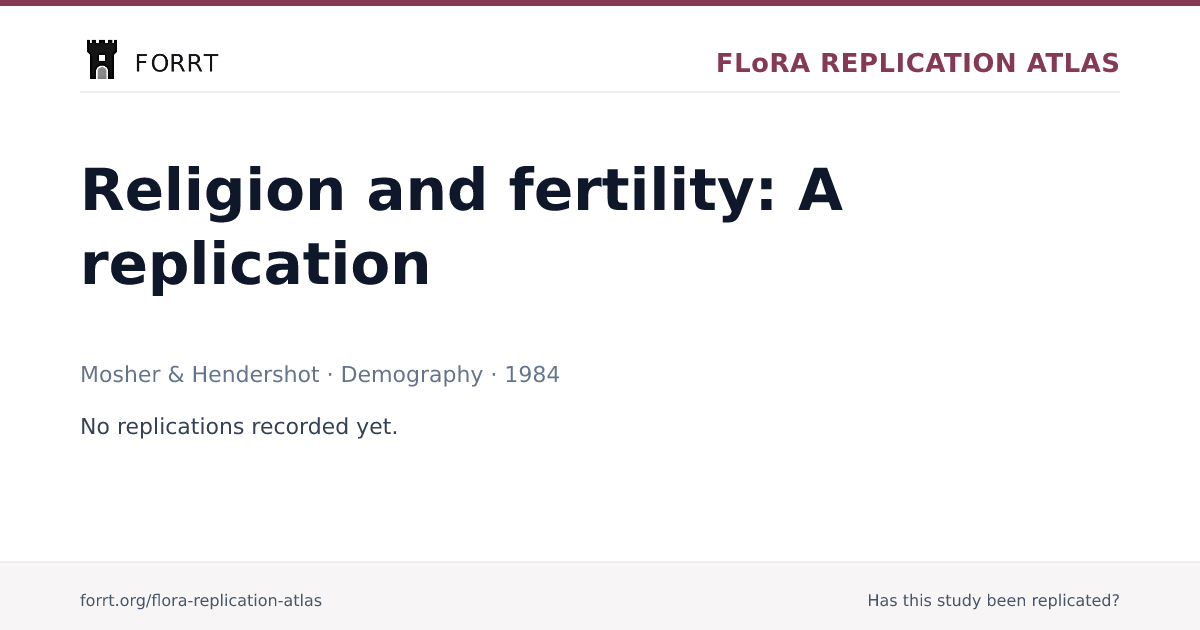 FORRT
FLoRA REPLICATION ATLAS
Religion and fertility: A
replication
Mosher & Hendershot · Demography · 1984
No replications recorded yet.
forrt.org/flora-replication-atlas
Has this study been replicated?